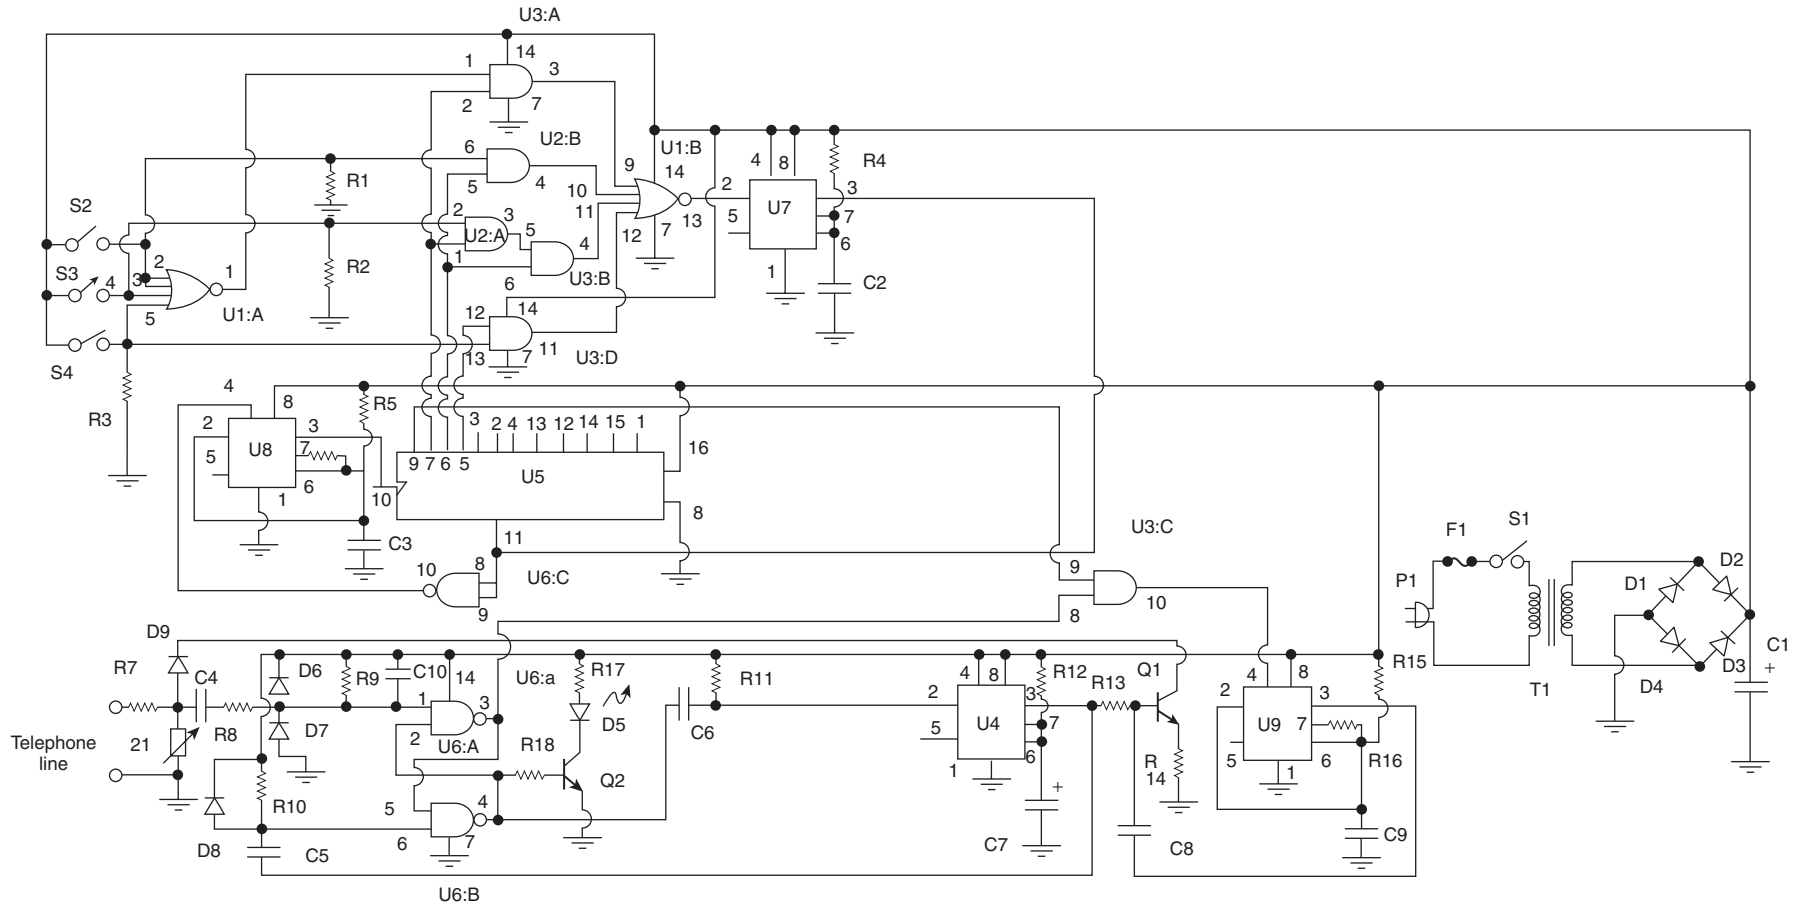 U3:A
14
1
3
2
7
U2:B
6
5
4
U1:B
9
14
10
11
12
7
13
2
4
8
R4
3
U7
5
7
6
1
C2
R1
S2
2
3
U2:A
5
4
1
U3:B
R2
S3
4
3
2
1
5
U1:A
6
14
12
13
7
11
U3:D
S4
R3
4
8
R5
2
3
U8
7
5
6
1
10
C3
3
2
4
13
12
14
15
1
9
7
6
5
U5
16
8
11
U6:C
10
8
9
U3:C
9
8
10
F1
S1
P1
T1
D1
D2
D3
D4
C1
+
D9
R7
C4
D6
R9
C10
14
U6:a
R17
R11
1
3
2
U6:A
R8
D7
21
Telephone
line
D5
R18
Q2
C6
R10
5
4
6
7
D8
C5
U6:B
4
8
R12
R13
Q1
2
3
U4
7
5
6
1
+
C7
R
14
C8
4
8
R15
2
3
U9
7
5
6
1
R16
C9